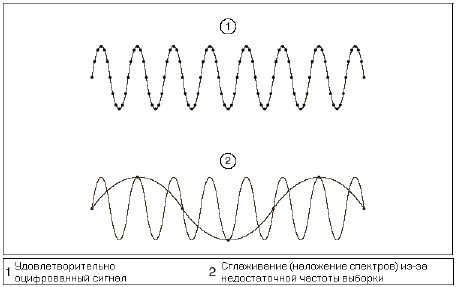 1
2
1 Удовлетворительно
оцифрованный сигнал
2 Сглаживание (наложение спектров) из-за
недостаточной частоты выборки